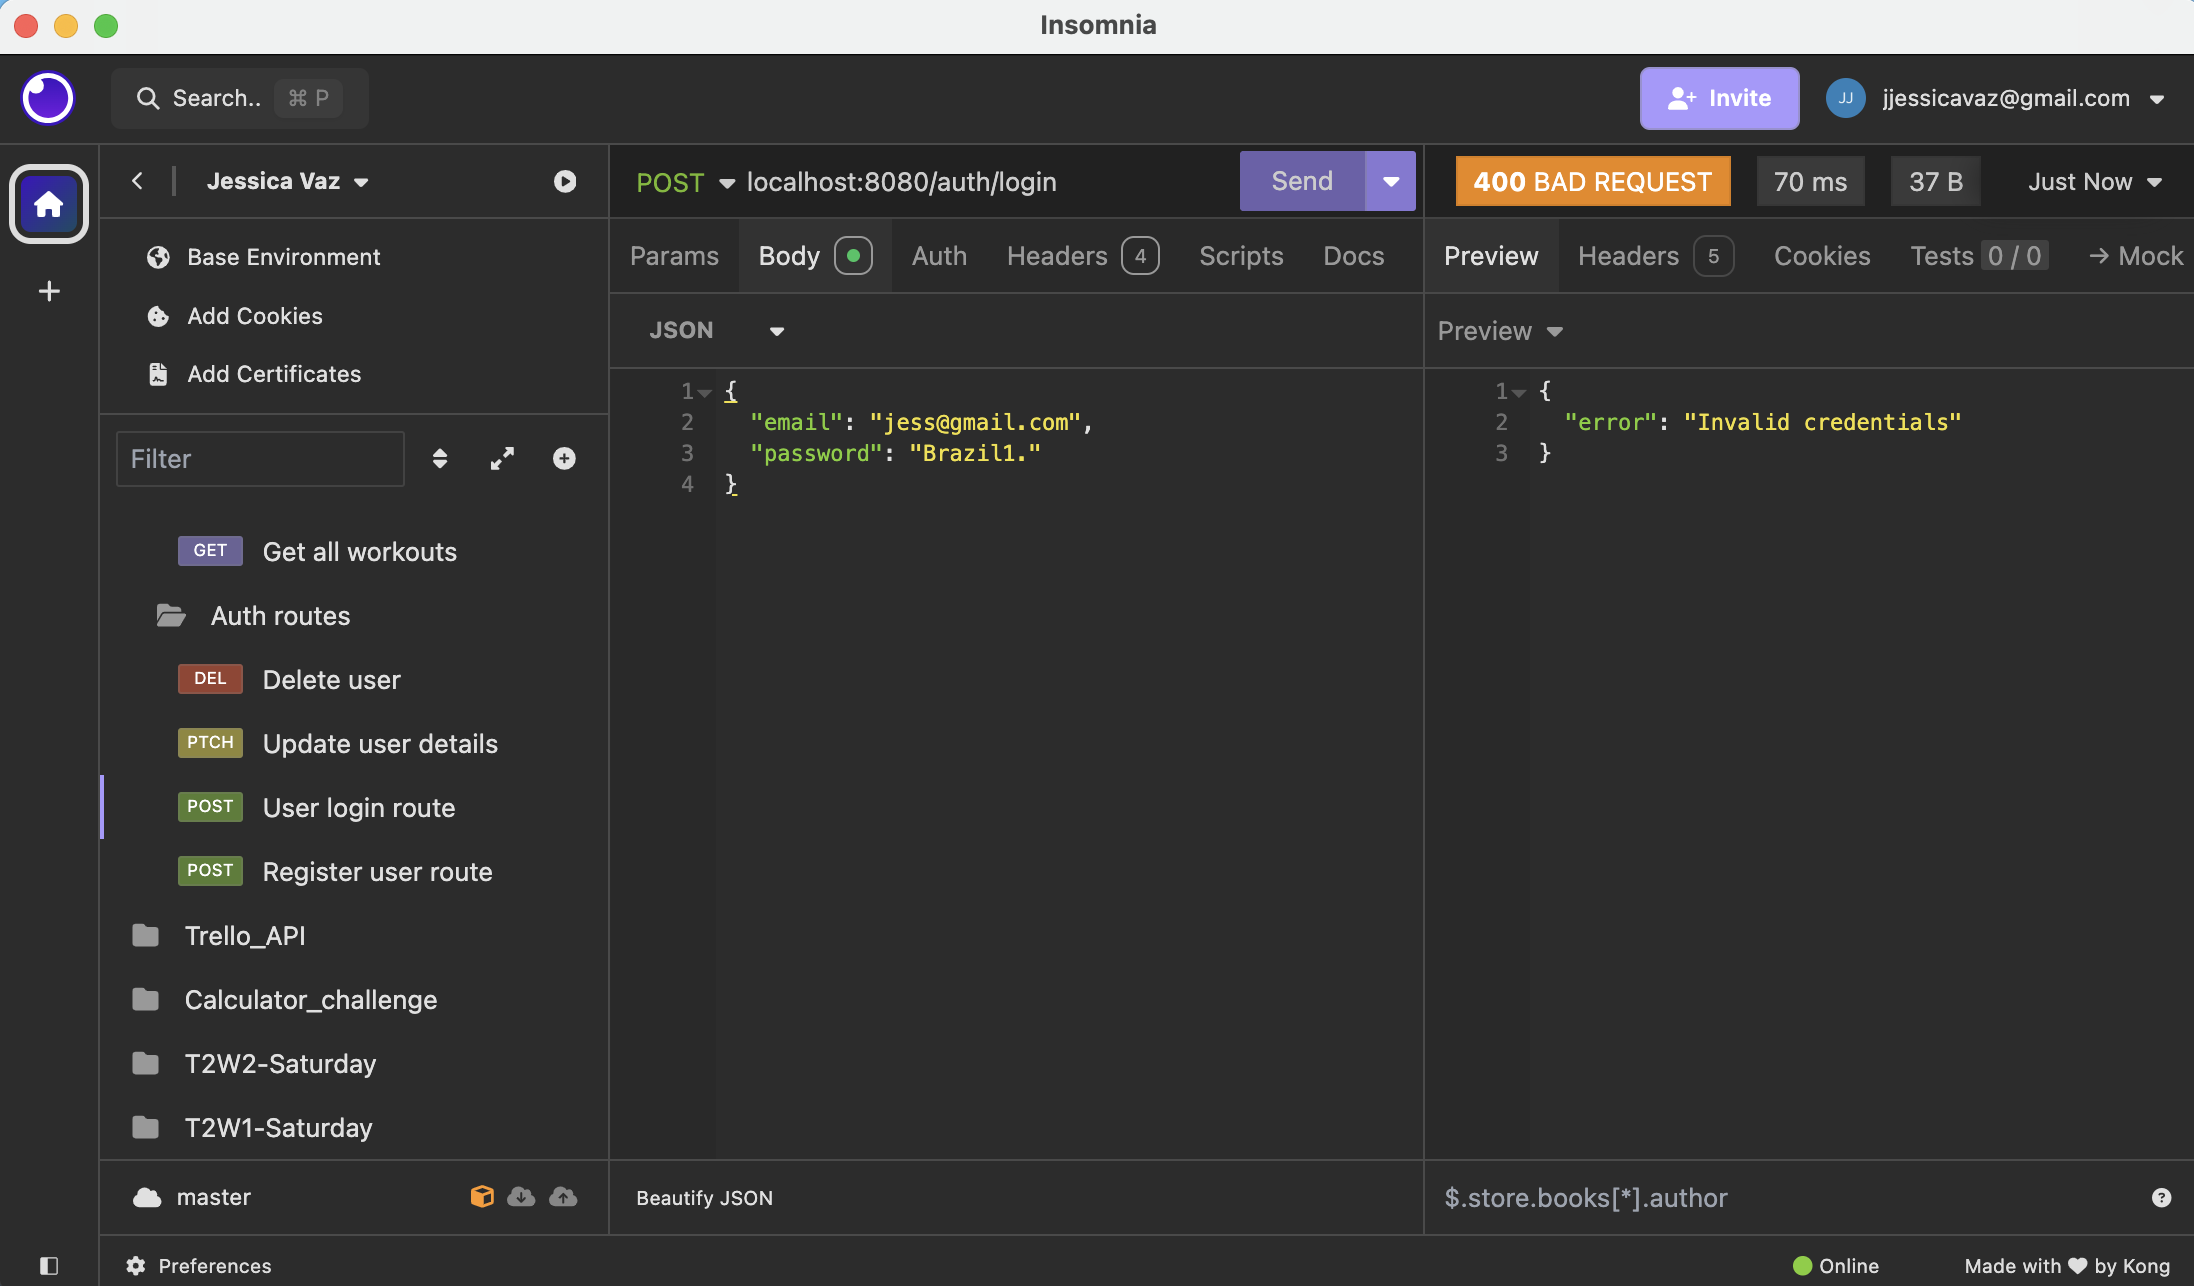 Insomnia
Search.. ⌘ P
Invite
JJ jjessicavaz@gmail.com
Jessica Vaz
Base Environment
Add Cookies
Add Certificates
Filter
GET Get all workouts
Auth routes
DEL Delete user
PTCH Update user details
POST User login route
POST Register user route
Trello_API
Calculator_challenge
T2W2-Saturday
T2W1-Saturday
master
POST localhost:8080/auth/login Send
Params Body Auth Headers 4 Scripts Docs
JSON
1 {
2 "email": "jess@gmail.com",
3 "password": "Brazil1."
4 }
Beautify JSON
400 BAD REQUEST 70 ms 37 B Just Now
Preview Headers 5 Cookies Tests 0 / 0 → Mock
Preview
1 {
2 "error": "Invalid credentials"
3 }
$.store.books[*].author ?
Preferences
Online Made with ♥ by Kong